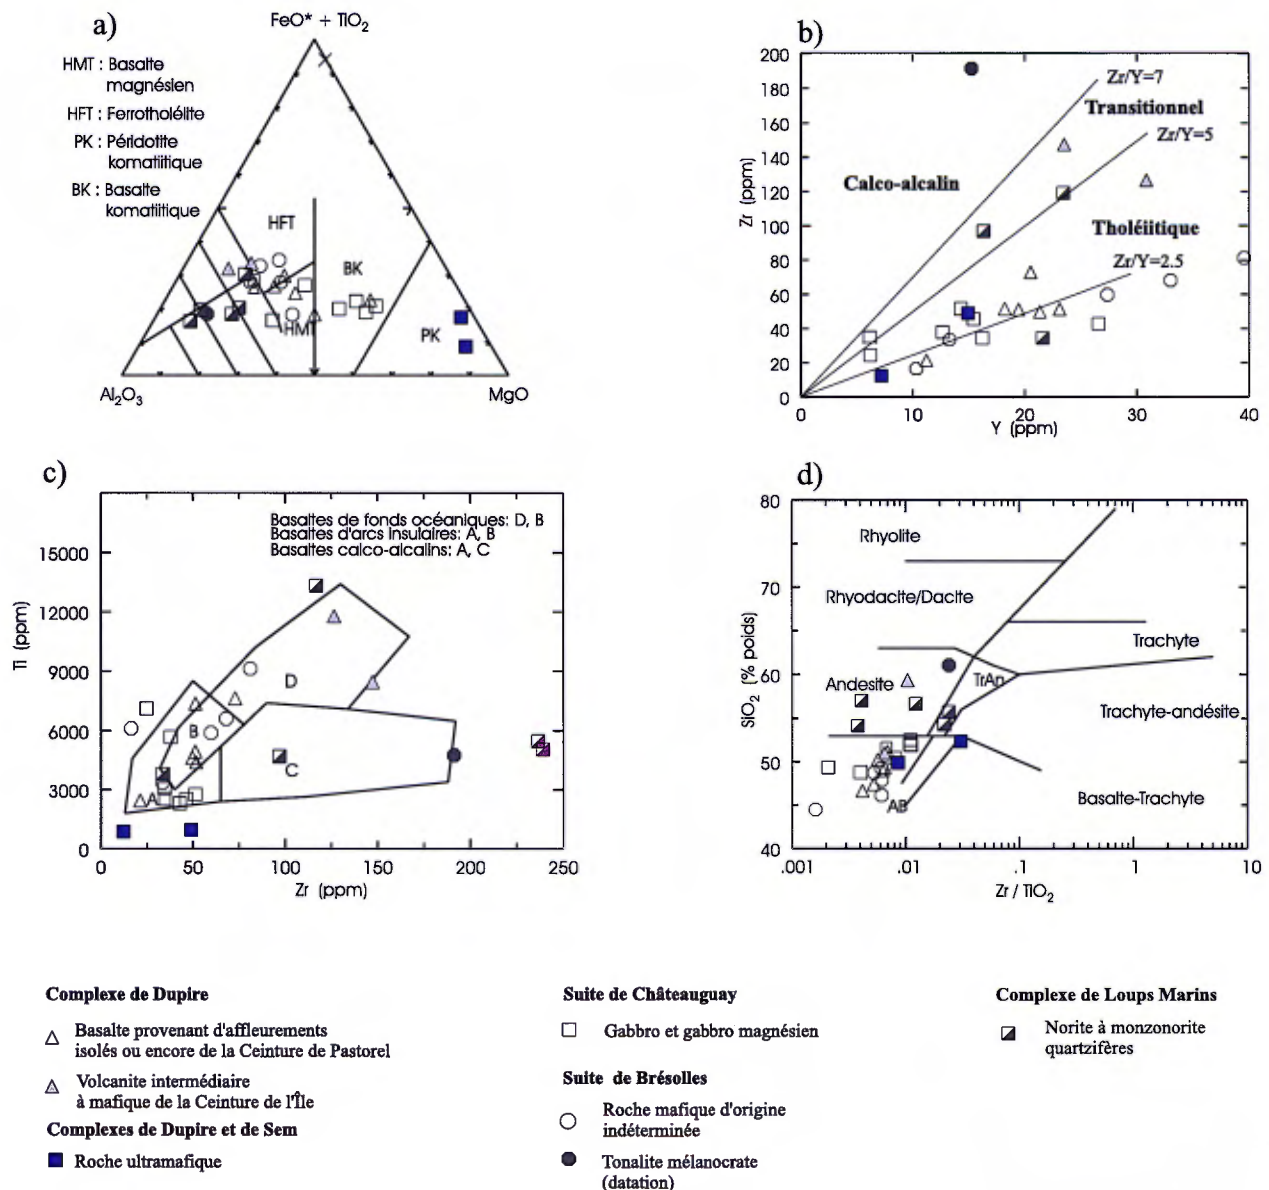 a)
FeO* + TiO2
HMT : Basalte
magnésien
HFT : Ferrotholélite
PK : Péridotite
komatiitique
BK : Basalte
komatiitique
HFT
BK
HMT
PK
Al2O3
MgO
b)
200
180
160
140
120
100
80
60
40
20
0
Zr (ppm)
Zr/Y=7
Transitionnel
Zr/Y=5
Calco-alcalin
Tholéiitique
Zr/Y=2.5
0
10
20
30
40
Y (ppm)
c)
Basaltes de fonds océaniques: D, B
Basaltes d'arcs insulaires: A, B
Basaltes calco-alcalins: A, C
15000
12000
9000
6000
3000
0
Ti (ppm)
D
B
C
A
0
50
100
150
200
250
Zr (ppm)
d)
80
70
60
50
40
SiO2 (% poids)
Rhyolite
Rhyodacite/Dacite
Trachyte
Andesite
TrAn
Trachyte-andésite
AB
Basalte-Trachyte
.001
.01
.1
1
10
Zr / TiO2
Complexe de Dupire
Basalte provenant d'affleurements
isolés ou encore de la Ceinture de Pastorel
Volcanite intermédiaire
à mafique de la Ceinture de l'Île
Complexes de Dupire et de Sem
Roche ultramafique
Suite de Châteauguay
Gabbro et gabbro magnésien
Suite de Brésolles
Roche mafique d'origine
indéterminée
Tonalite mélanocrate
(datation)
Complexe de Loups Marins
Norite à monzonorite
quartzifères